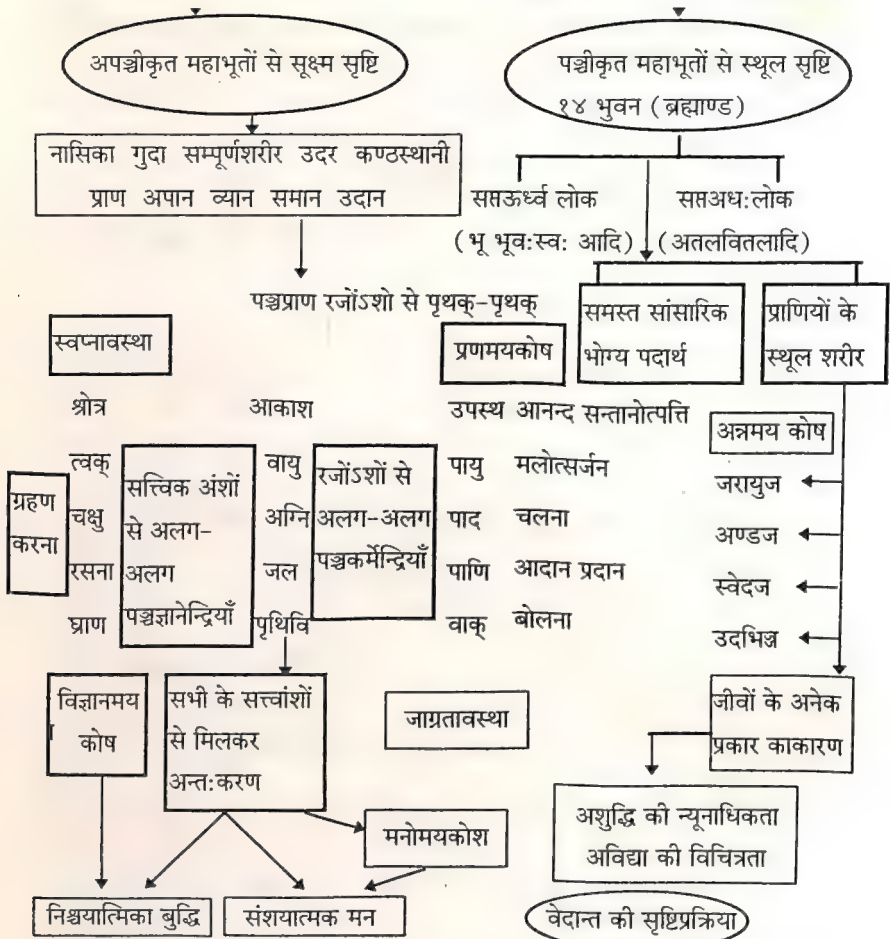 अपञ्चीकृत महाभूतों से सूक्ष्म सृष्टि
पञ्चीकृत महाभूतों से स्थूल सृष्टि
१४ भुवन (ब्रह्माण्ड)
नासिका गुदा सम्पूर्णशरीर उदर कण्ठस्थानी
प्राण अपान व्यान समान उदान
सप्तऊर्ध्व लोक
(भू भूवःस्वः आदि)
सप्तअधःलोक
(अतलवितलादि)
पञ्चप्राण रजोंऽशो से पृथक्-पृथक्
समस्त सांसारिक
भोग्य पदार्थ
प्राणियों के
स्थूल शरीर
स्वप्नावस्था
प्रणमयकोष
ग्रहण
करना
श्रोत्र
त्वक्
चक्षु
रसना
घ्राण
सत्त्विक अंशों
से अलग-
अलग
पञ्चज्ञानेन्द्रियाँ
आकाश
वायु
अग्नि
जल
पृथिवि
रजोंऽशों से
अलग-अलग
पञ्चकर्मेन्द्रियाँ
उपस्थ आनन्द सन्तानोत्पत्ति
पायु मलोत्सर्जन
पाद चलना
पाणि आदान प्रदान
वाक् बोलना
अन्नमय कोष
जरायुज
अण्डज
स्वेदज
उदभिज्ज
विज्ञानमय
कोष
सभी के सत्त्वांशों
से मिलकर
अन्तःकरण
जाग्रतावस्था
जीवों के अनेक
प्रकार काकारण
मनोमयकोश
अशुद्धि की न्यूनाधिकता
अविद्या की विचित्रता
निश्चयात्मिका बुद्धि
संशयात्मक मन
वेदान्त की सृष्टिप्रक्रिया